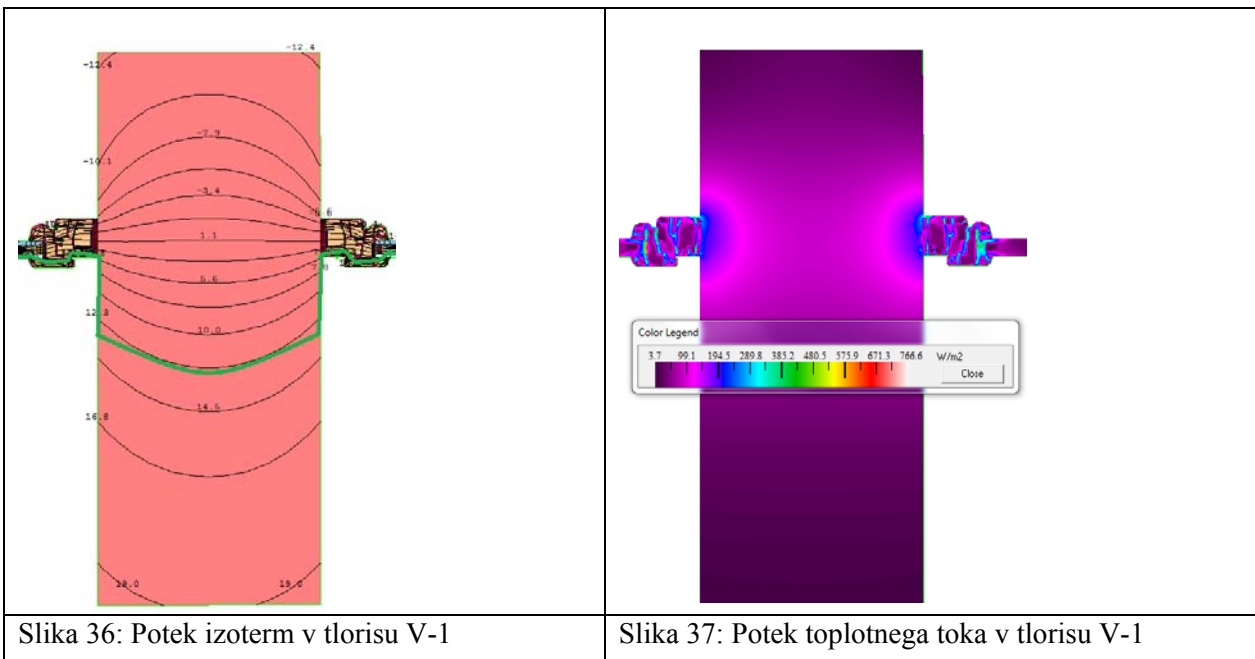 -12.4
-12.4
-7.3
-10.1
-3.4
1.1
5.6
12.3
10.0
14.5
16.8
19.0
19.0
Color Legend
3.7 99.1 194.5 289.8 385.2 480.5 575.9 671.3 766.6 W/m2
Close
Slika 36: Potek izoterm v tlorisu V-1
Slika 37: Potek toplotnega toka v tlorisu V-1